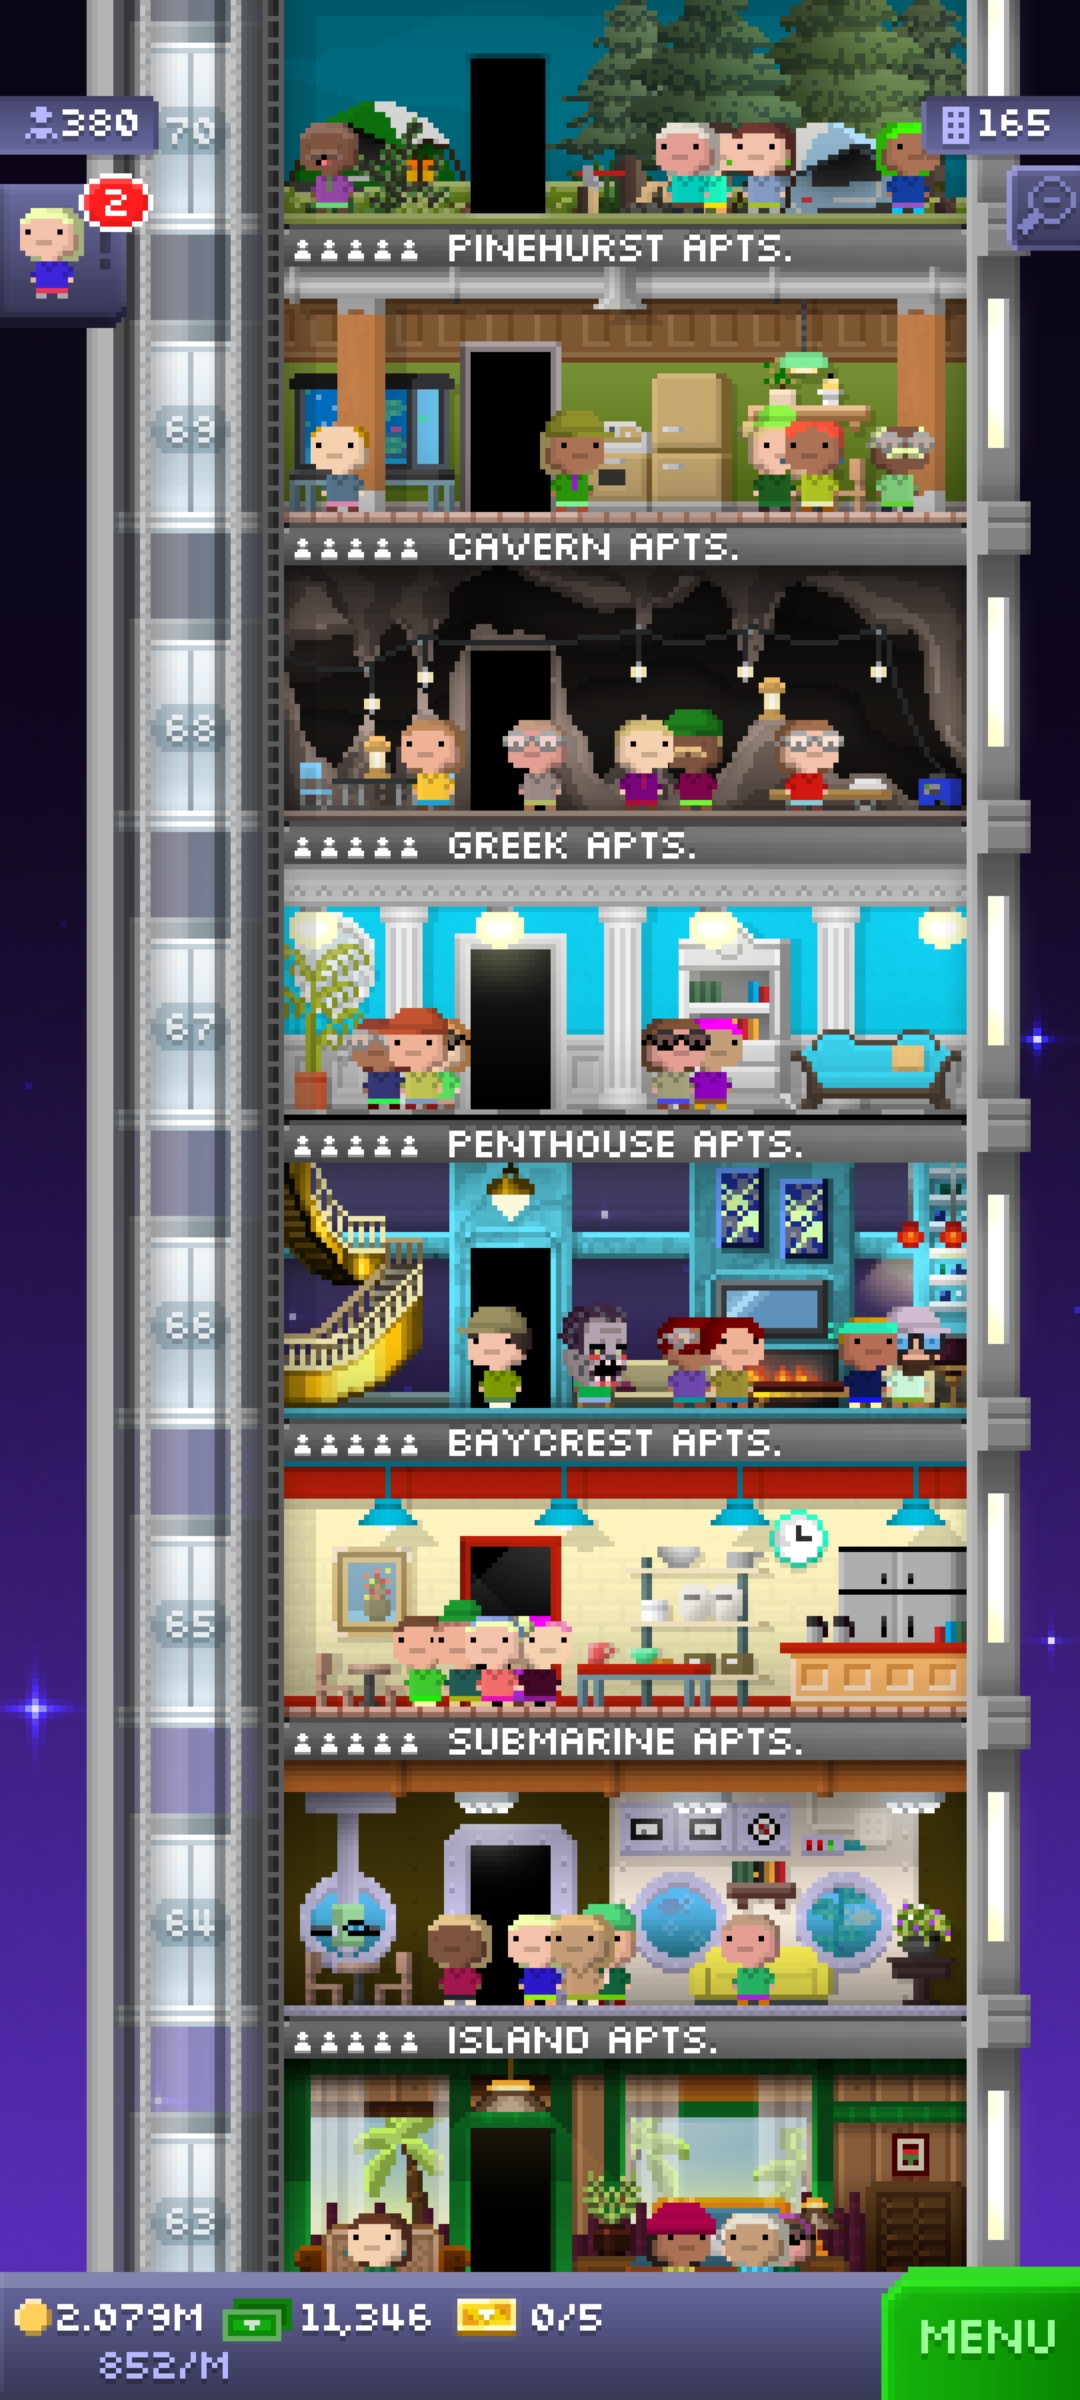 380
70
165
2
PINEHURST APTS.
69
CAVERN APTS.
68
GREEK APTS.
67
PENTHOUSE APTS.
66
BAYCREST APTS.
65
SUBMARINE APTS.
64
ISLAND APTS.
63
2.079M 11,346 0/5
852/M
MENU